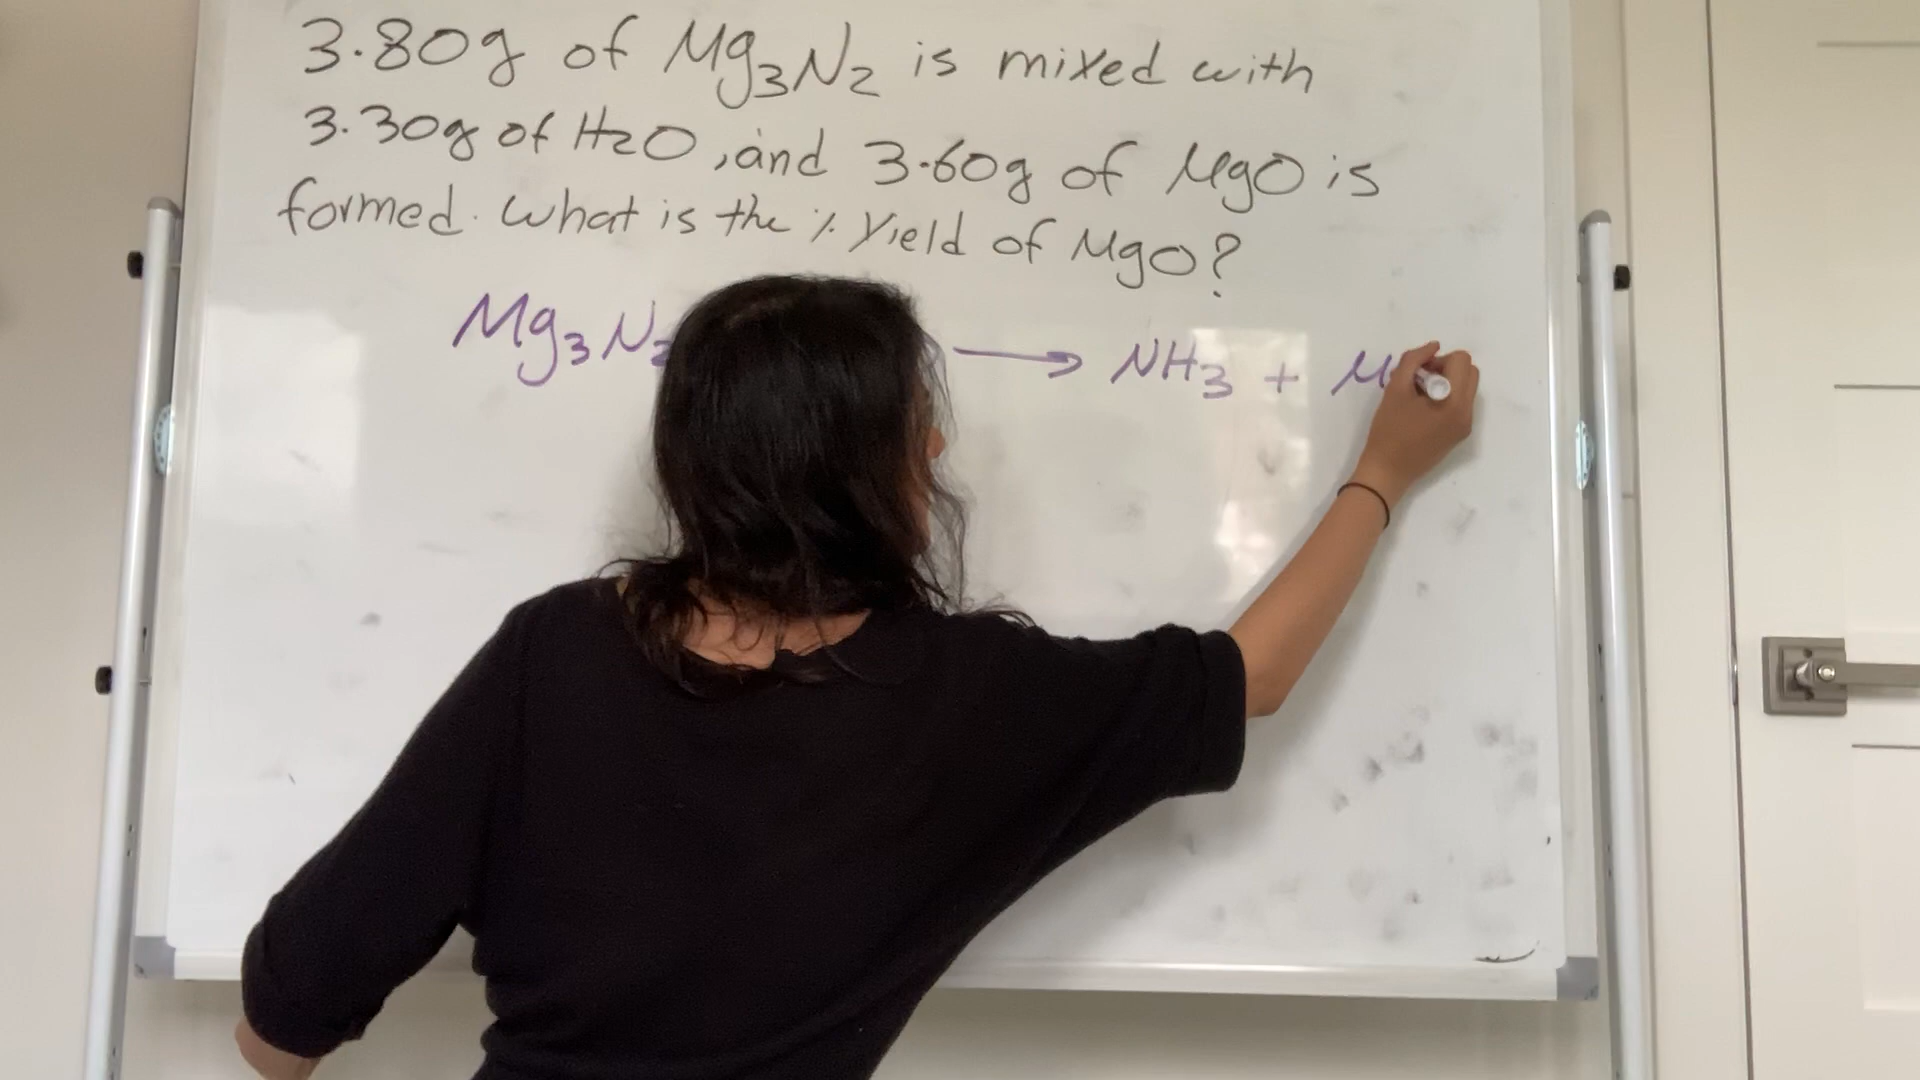 3.80g of Mg3N2 is mixed with
3.30g of H2O, and 3.60g of MgO is
formed. What is the % Yield of MgO?
Mg3N2 → NH3 + M